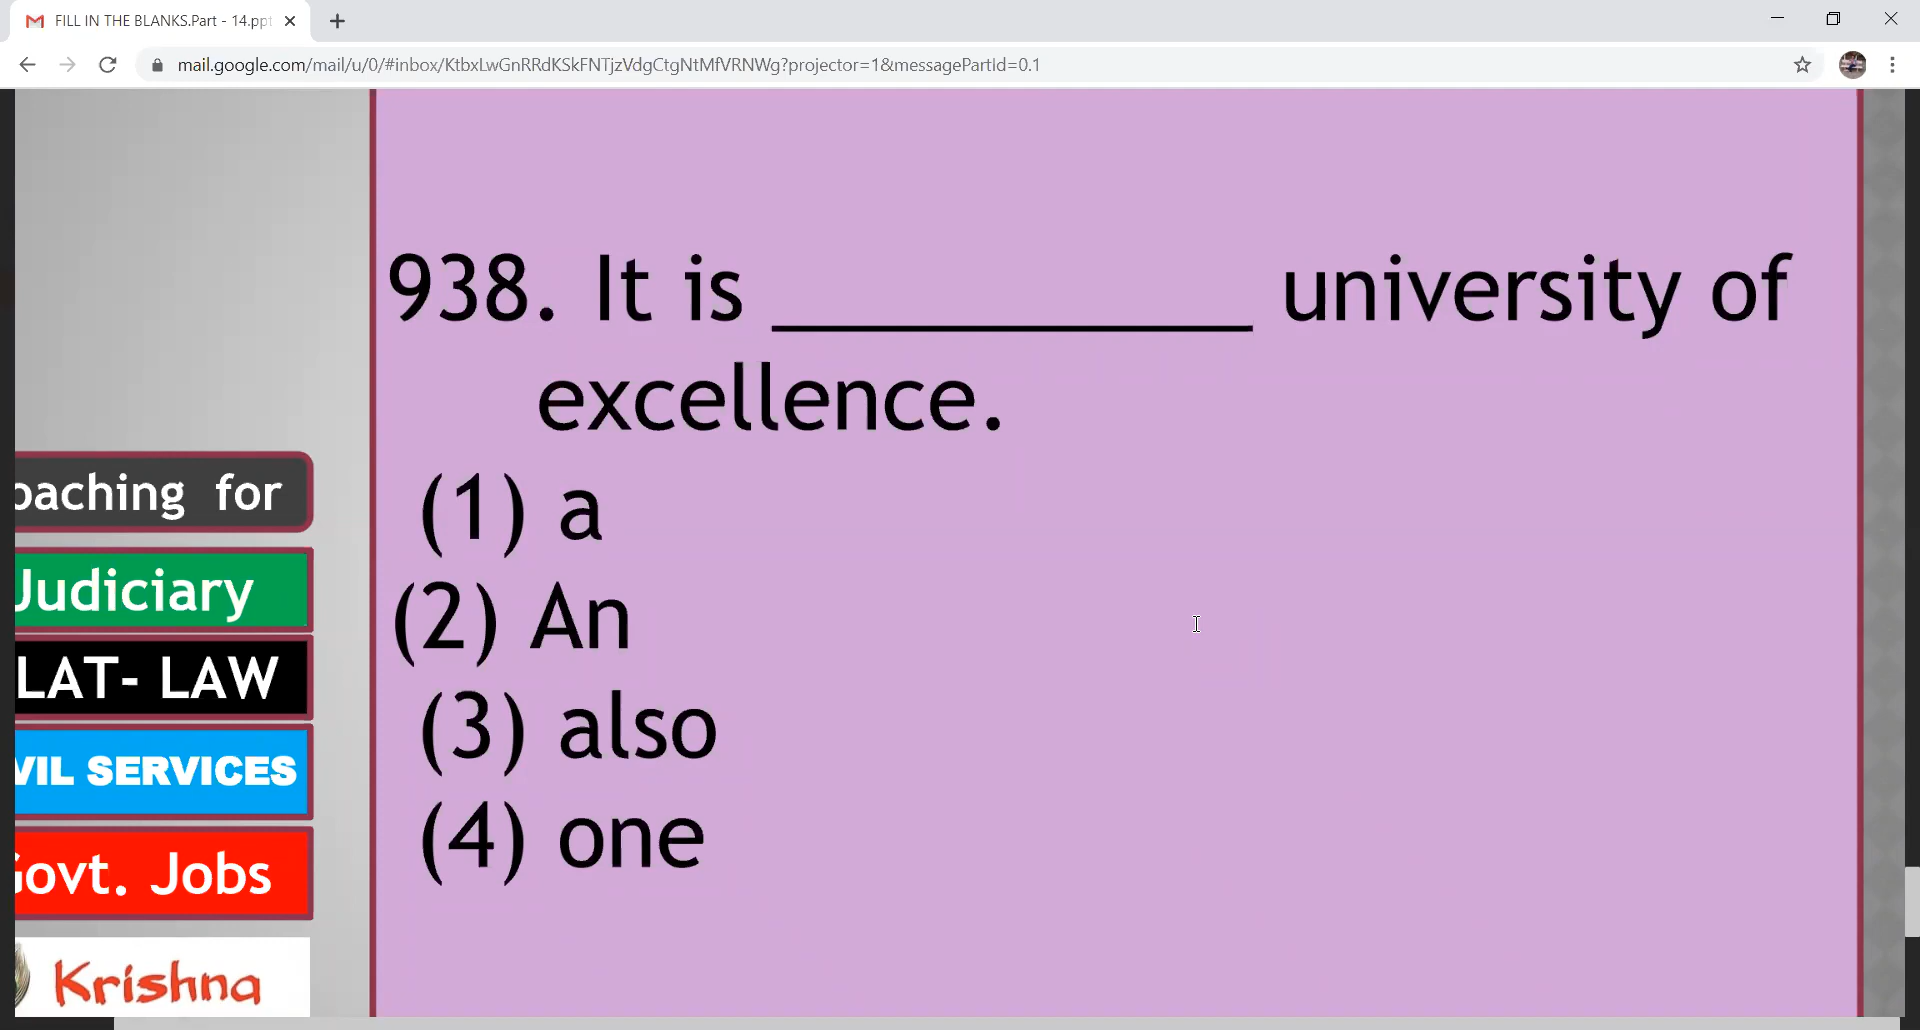 FILL IN THE BLANKS.Part - 14.ppt
mail.google.com/mail/u/0/#inbox/KtbxLwGnRRdKSkFNTjzVdgCtgNtMfVRNWg?projector=1&messagePartId=0.1
938. It is ____________ university of
excellence.
(1) a
(2) An
(3) also
(4) one
oaching for
Judiciary
LAT- LAW
VIL SERVICES
Govt. Jobs
Krishna